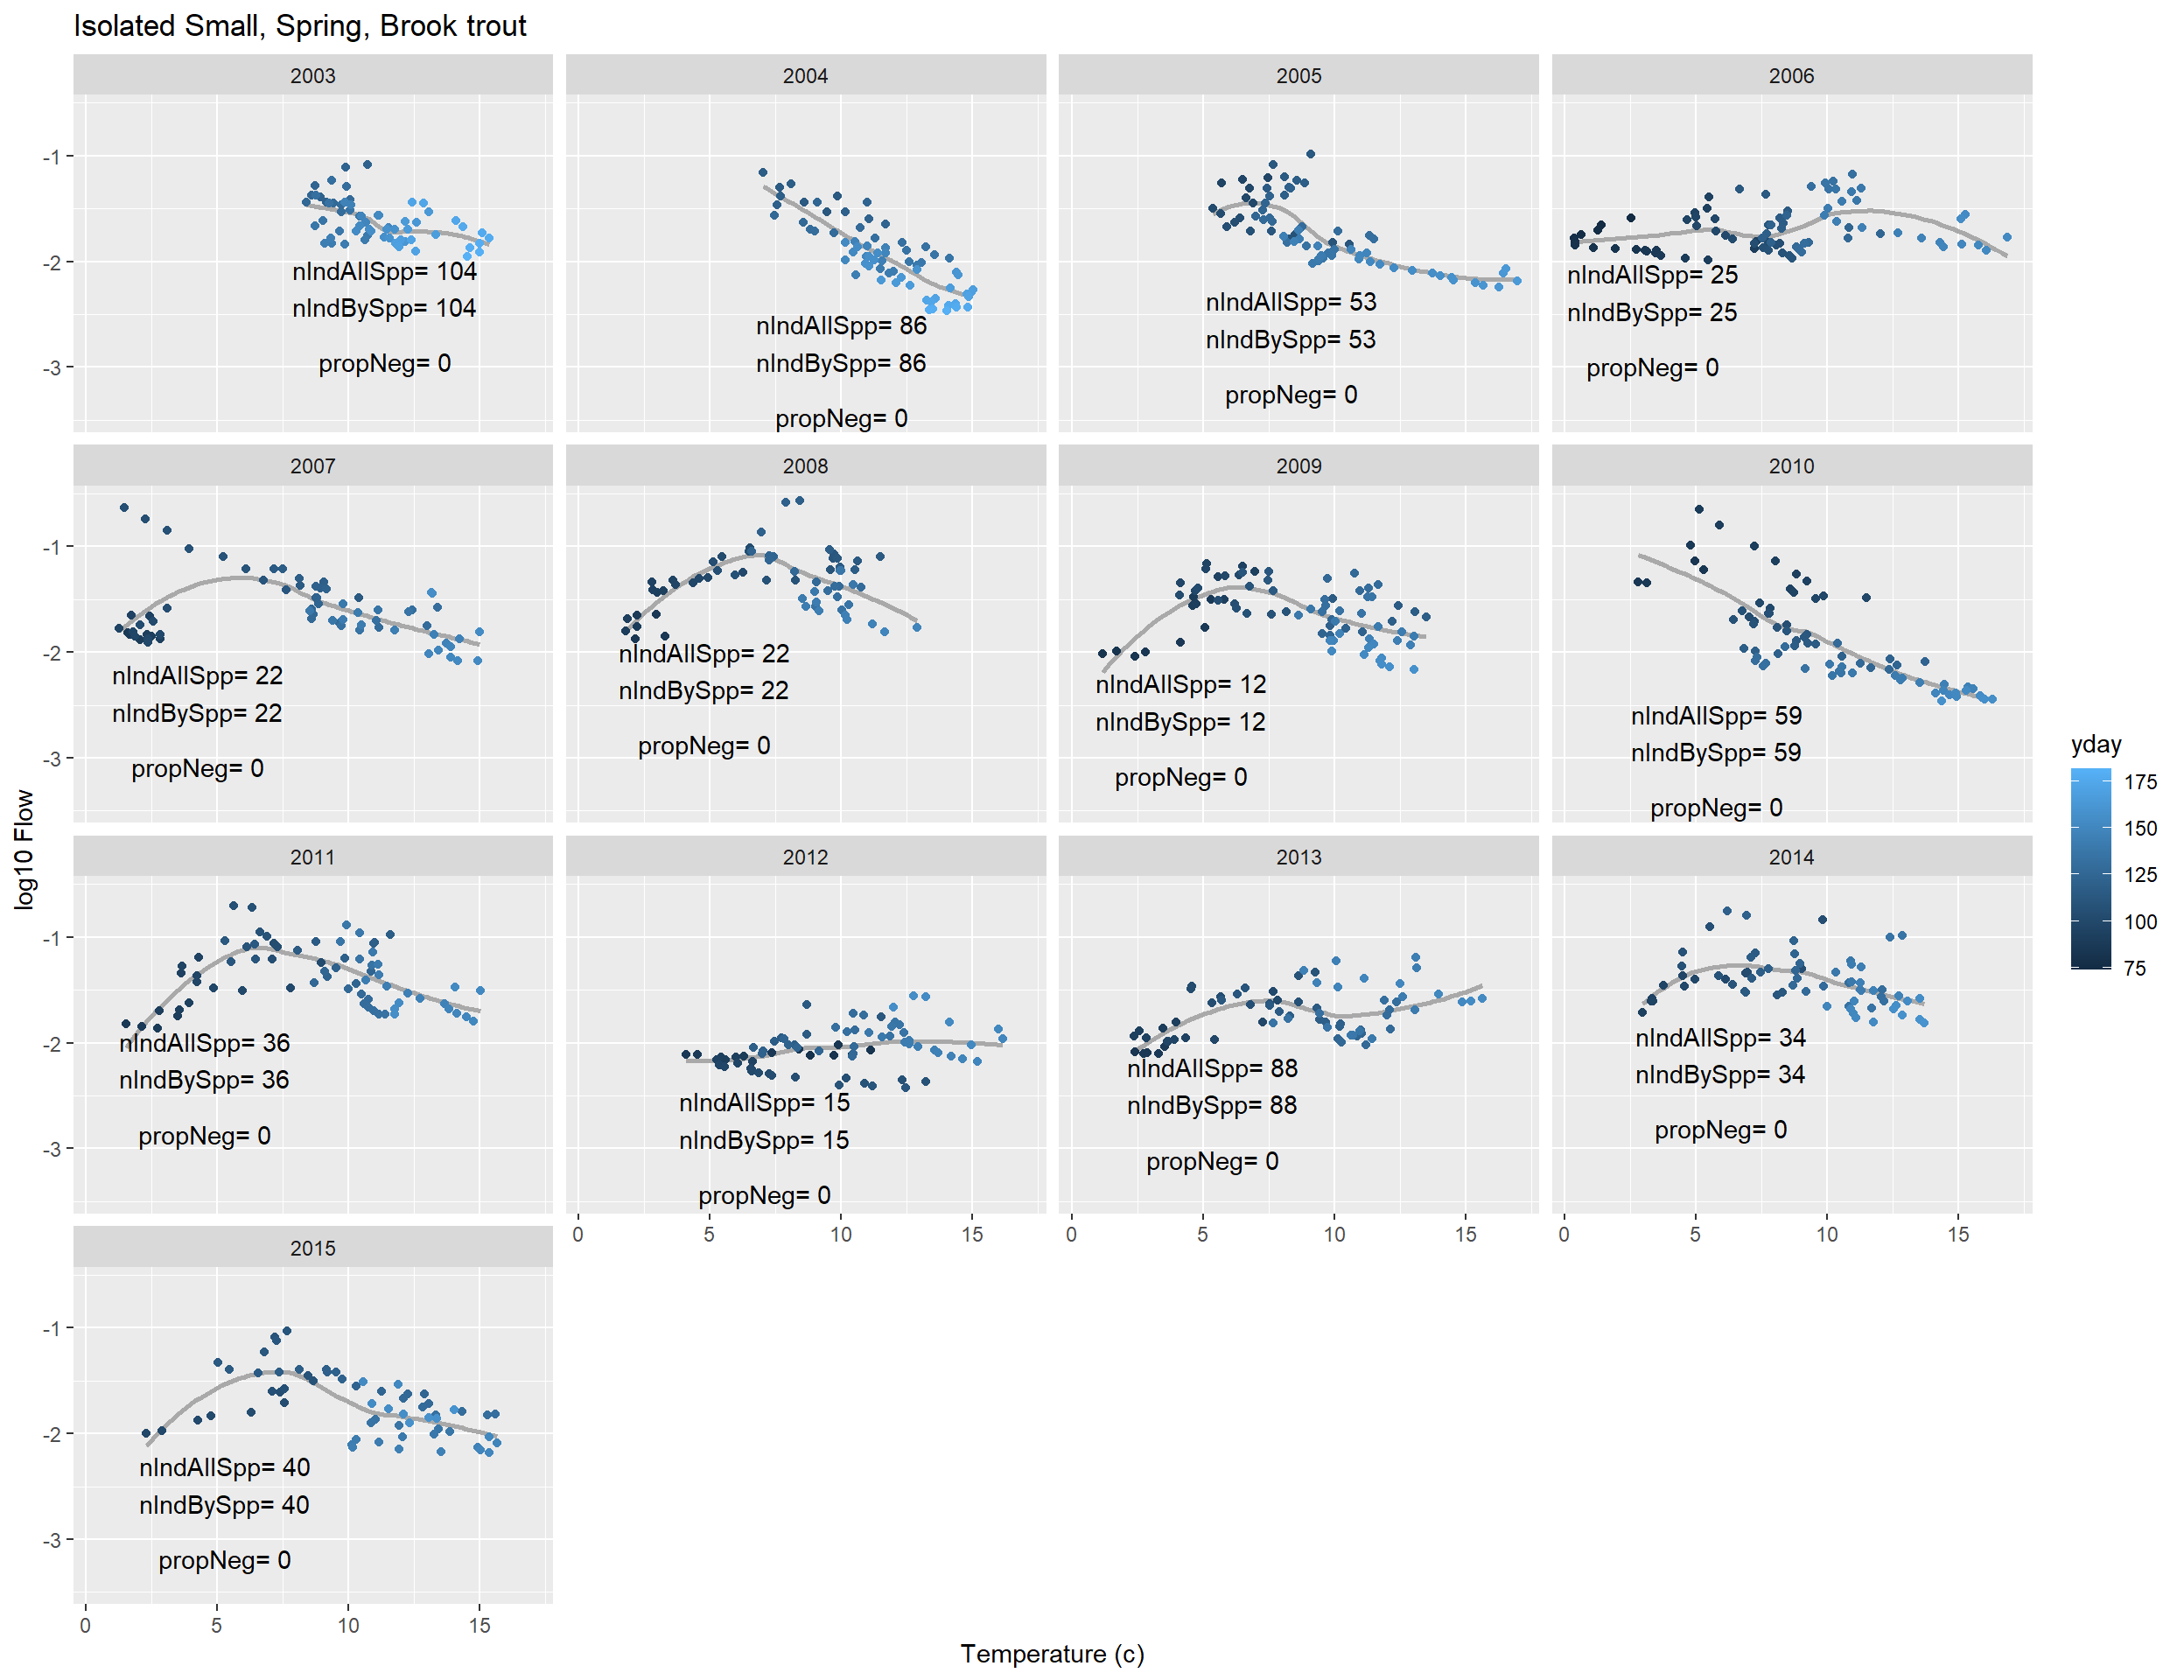 Isolated Small, Spring, Brook trout
2003
2004
2005
2006
-1
-2
-3
nIndAllSpp= 104
nIndBySpp= 104
propNeg= 0
nIndAllSpp= 86
nIndBySpp= 86
propNeg= 0
nIndAllSpp= 53
nIndBySpp= 53
propNeg= 0
nIndAllSpp= 25
nIndBySpp= 25
propNeg= 0
2007
2008
2009
2010
-1
-2
-3
nIndAllSpp= 22
nIndBySpp= 22
propNeg= 0
nIndAllSpp= 22
nIndBySpp= 22
propNeg= 0
nIndAllSpp= 12
nIndBySpp= 12
propNeg= 0
nIndAllSpp= 59
nIndBySpp= 59
propNeg= 0
log10 Flow
yday
175
150
125
100
75
2011
2012
2013
2014
-1
-2
-3
nIndAllSpp= 36
nIndBySpp= 36
propNeg= 0
nIndAllSpp= 15
nIndBySpp= 15
propNeg= 0
nIndAllSpp= 88
nIndBySpp= 88
propNeg= 0
nIndAllSpp= 34
nIndBySpp= 34
propNeg= 0
0 5 10 15
0 5 10 15
0 5 10 15
2015
-1
-2
-3
nIndAllSpp= 40
nIndBySpp= 40
propNeg= 0
0 5 10 15
Temperature (c)